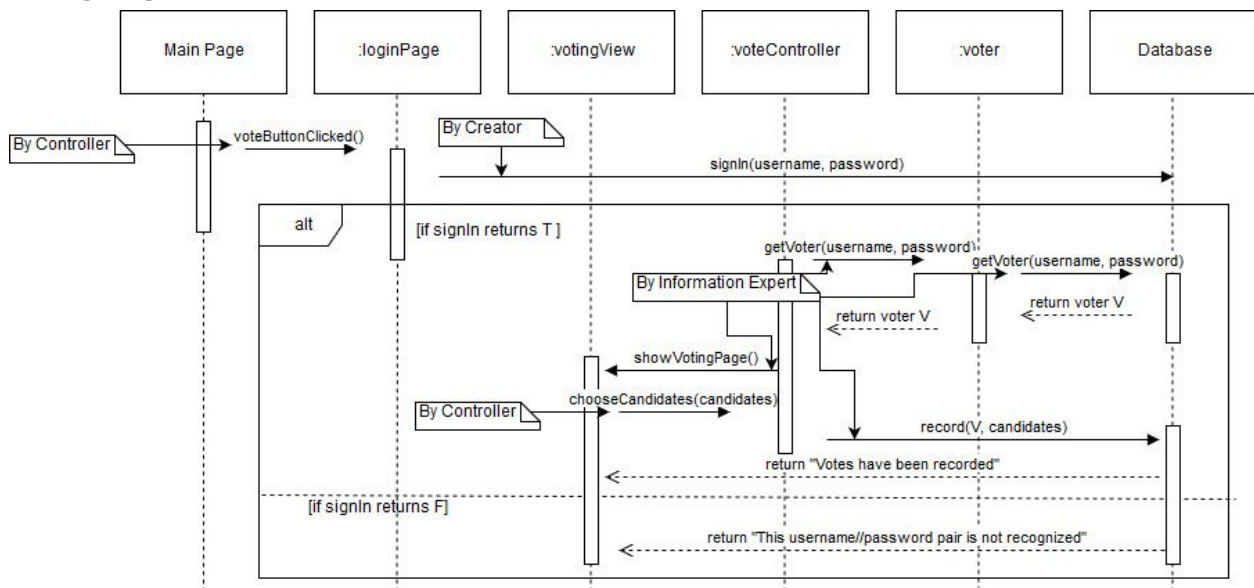 Main Page
:loginPage
:votingView
:voteController
:voter
Database
By Controller
voteButtonClicked()
By Creator
signIn(username, password)
alt
[if signIn returns T ]
getVoter(username, password)
getVoter(username, password)
By Information Expert
return voter V
return voter V
showVotingPage()
By Controller
chooseCandidates(candidates)
record(V, candidates)
return "Votes have been recorded"
[if signIn returns F]
return "This username//password pair is not recognized"